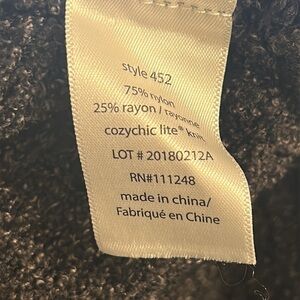 style 452
75% nylon
25% rayon / rayonne
cozychic lite® knit
LOT # 20180212A
RN#111248
made in china/
Fabriqué en Chine